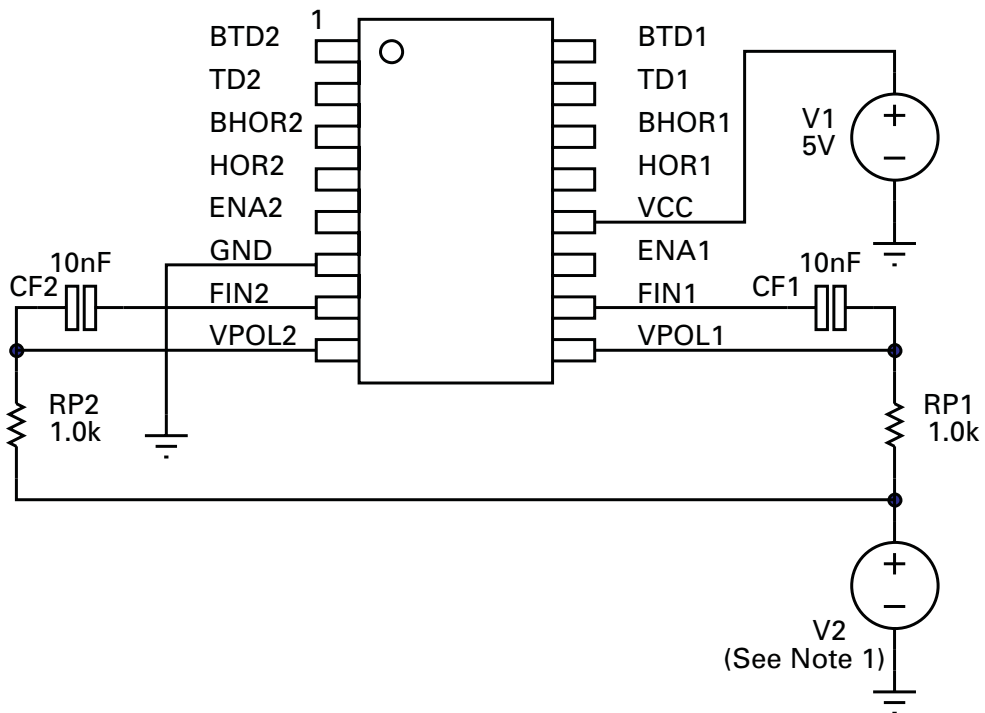 1
BTD2
BTD1
TD2
TD1
BHOR2
BHOR1
HOR2
HOR1
ENA2
VCC
GND
ENA1
FIN2
FIN1
VPOL2
VPOL1
V1
5V
10nF
CF2
10nF
CF1
RP2
1.0k
RP1
1.0k
V2
(See Note 1)